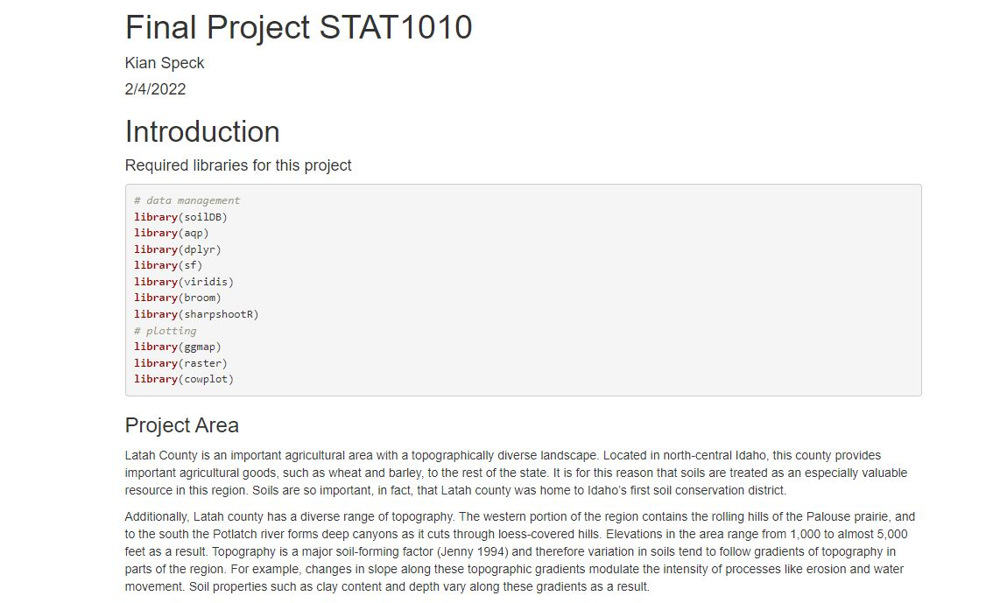 Final Project STAT1010
Kian Speck
2/4/2022
Introduction
Required libraries for this project
# data management
library(soilDB)
library(aqp)
library(dplyr)
library(sf)
library(viridis)
library(broom)
library(sharpshootR)
# plotting
library(ggmap)
library(raster)
library(cowplot)
Project Area
Latah County is an important agricultural area with a topographically diverse landscape. Located in north-central Idaho, this county provides
important agricultural goods, such as wheat and barley, to the rest of the state. It is for this reason that soils are treated as an especially valuable
resource in this region. Soils are so important, in fact, that Latah county was home to Idaho's first soil conservation district.
Additionally, Latah county has a diverse range of topography. The western portion of the region contains the rolling hills of the Palouse prairie, and
to the south the Potlatch river forms deep canyons as it cuts through loess-covered hills. Elevations in the area range from 1,000 to almost 5,000
feet as a result. Topography is a major soil-forming factor (Jenny 1994) and therefore variation in soils tend to follow gradients of topography in
parts of the region. For example, changes in slope along these topographic gradients modulate the intensity of processes like erosion and water
movement. Soil properties such as clay content and depth vary along these gradients as a result.